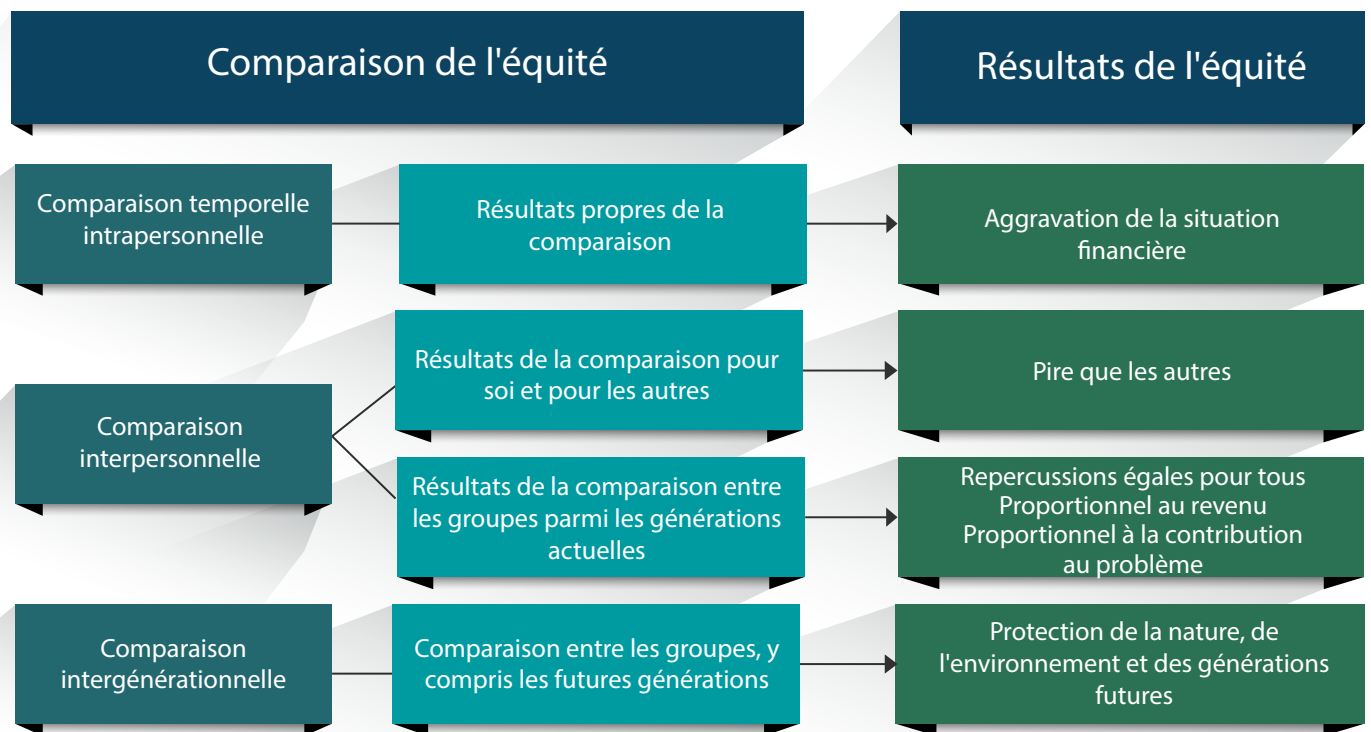 Comparaison de l'équité
Résultats de l'équité
Comparaison temporelle
intrapersonnelle
Résultats propres de la
comparaison
Aggravation de la situation
financière
Comparaison
interpersonnelle
Résultats de la comparaison pour
soi et pour les autres
Pire que les autres
Résultats de la comparaison entre
les groupes parmi les générations
actuelles
Repercussions égales pour tous
Proportionnel au revenu
Proportionnel à la contribution
au problème
Comparaison
intergénérationnelle
Comparaison entre les groupes, y
compris les futures générations
Protection de la nature, de
l'environnement et des générations
futures